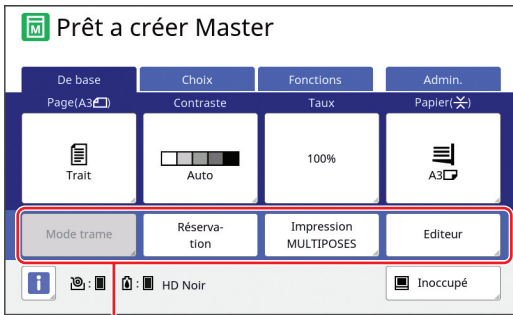 M Prêt a créer Master
De base Choix Fonctions Admin.
Page(A3) Contraste Taux Papier()
Trait Auto 100% A3
Mode trame Réserva-
tion Impression
MULTIPOSES Editeur
i : : HD Noir Inoccupé